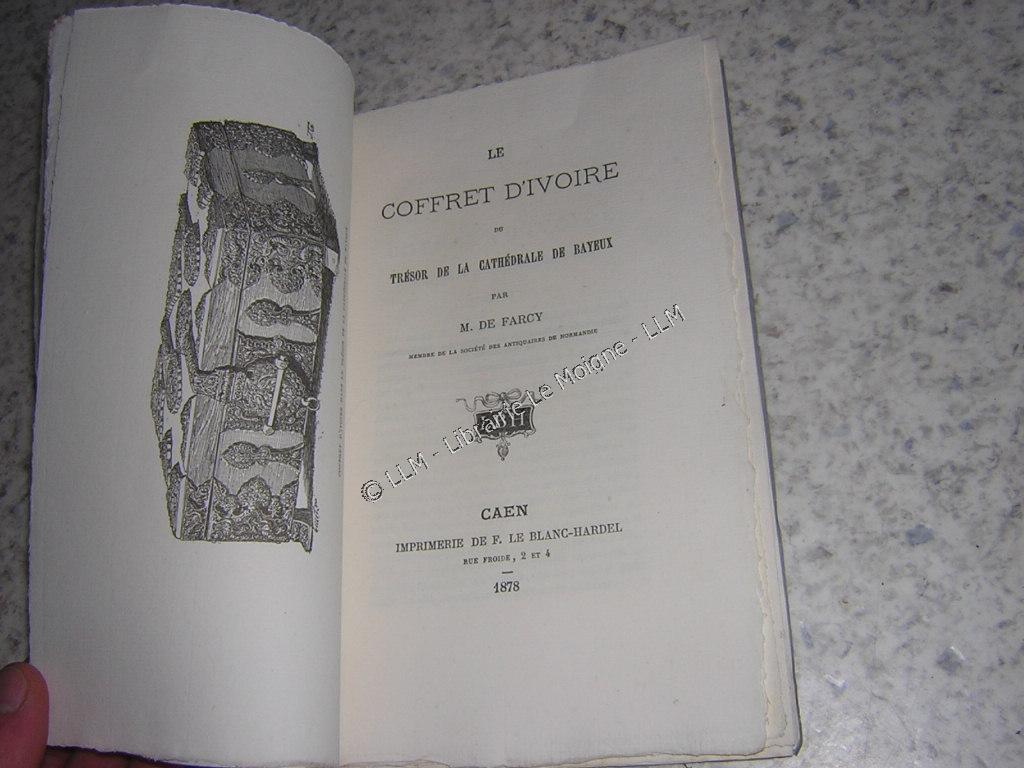 LE
COFFRET D'IVOIRE
DU
TRÉSOR DE LA CATHÉDRALE DE BAYEUX
PAR
M. DE FARCY
MEMBRE DE LA SOCIÉTÉ DES ANTIQUAIRES DE NORMANDIE
© LLM - Librairie Le Moigne - LLM
CAEN
IMPRIMERIE DE F. LE BLANC-HARDEL
RUE FROIDE, 2 ET 4
1878